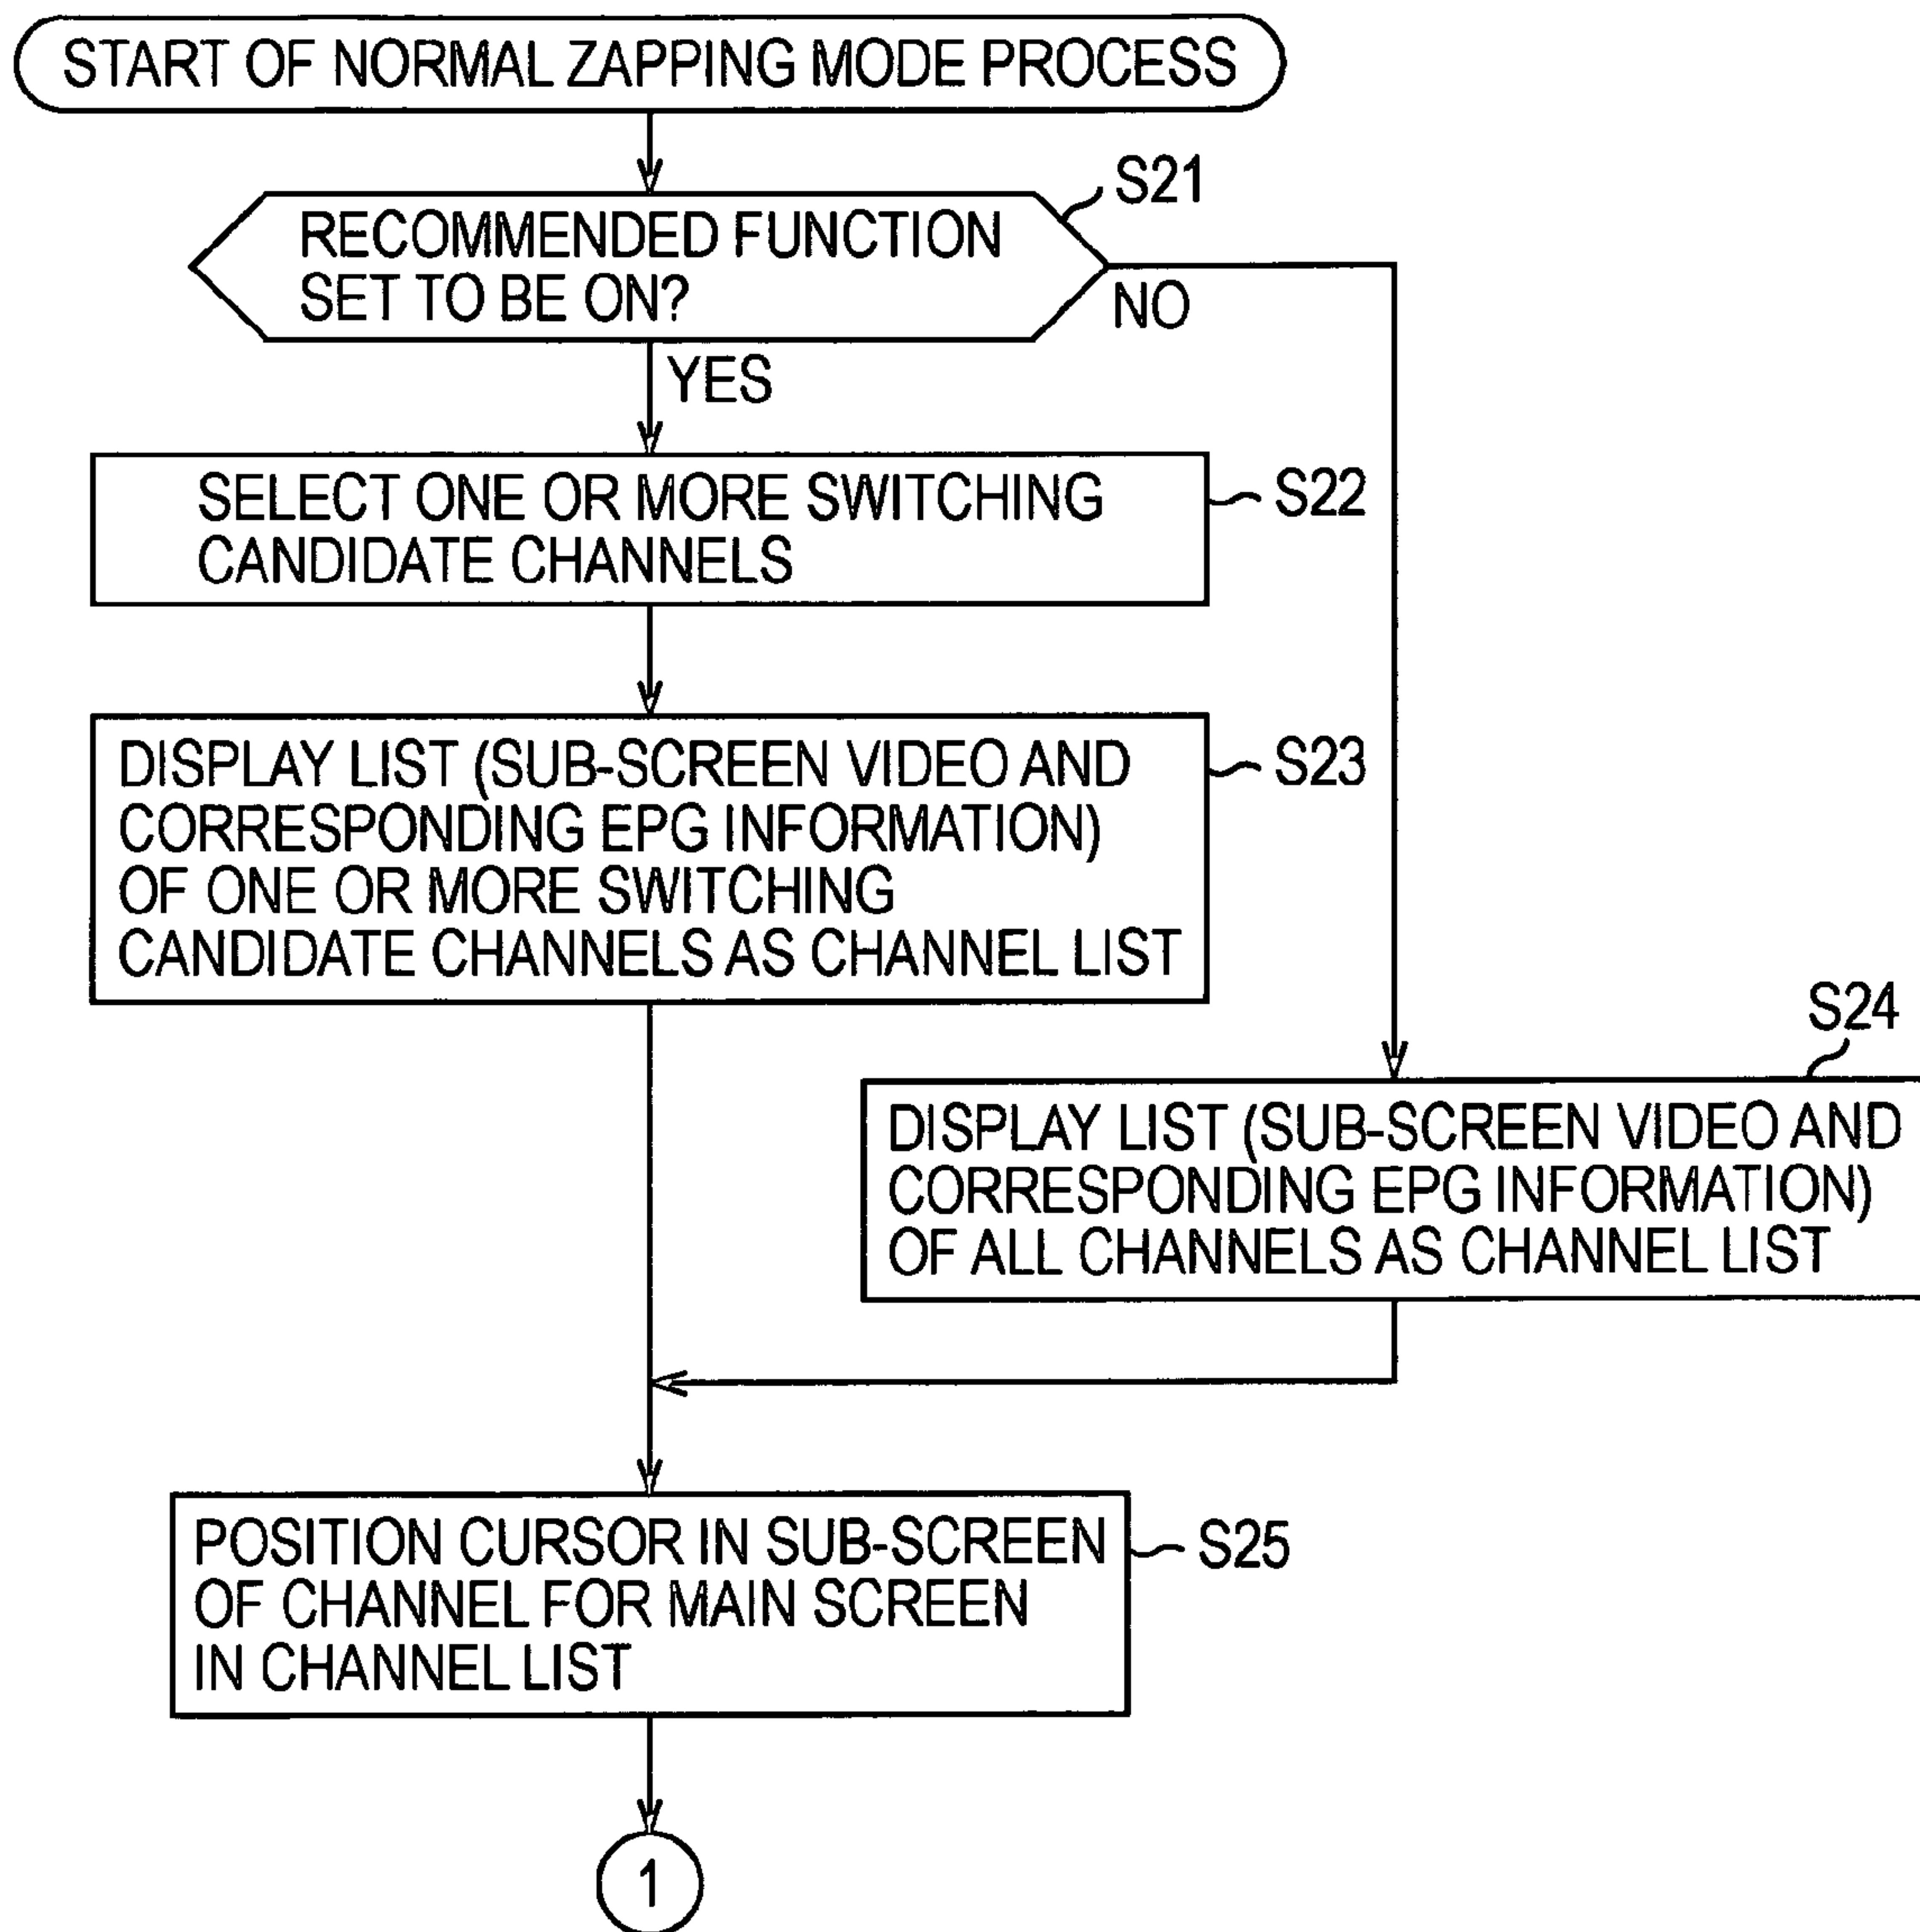 START OF NORMAL ZAPPING MODE PROCESS
S21
RECOMMENDED FUNCTION
SET TO BE ON?
NO
YES
SELECT ONE OR MORE SWITCHING
CANDIDATE CHANNELS
S22
DISPLAY LIST (SUB-SCREEN VIDEO AND
CORRESPONDING EPG INFORMATION)
OF ONE OR MORE SWITCHING
CANDIDATE CHANNELS AS CHANNEL LIST
S23
S24
DISPLAY LIST (SUB-SCREEN VIDEO AND
CORRESPONDING EPG INFORMATION)
OF ALL CHANNELS AS CHANNEL LIST
POSITION CURSOR IN SUB-SCREEN
OF CHANNEL FOR MAIN SCREEN
IN CHANNEL LIST
S25
1